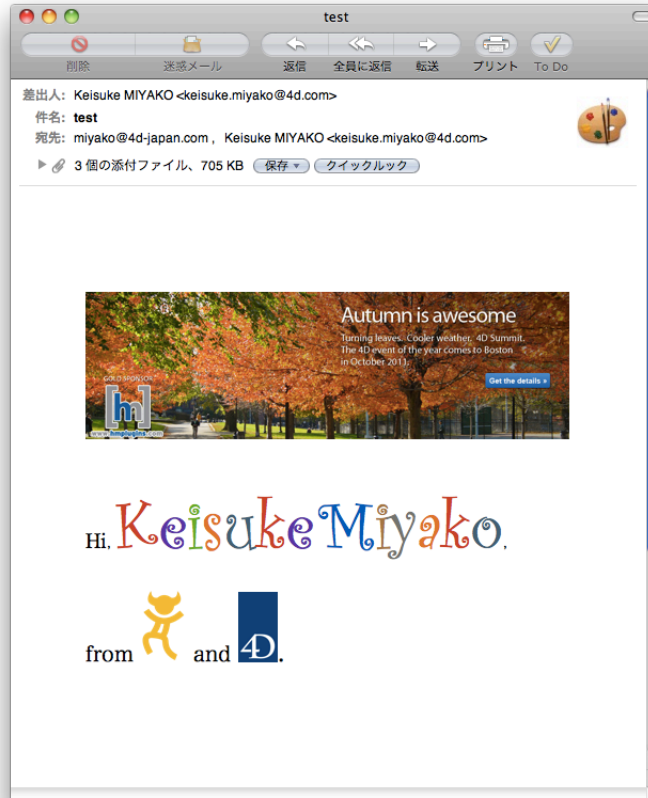 test
削除 迷惑メール 返信 全員に返信 転送 プリント To Do
差出人: Keisuke MIYAKO <keisuke.miyako@4d.com>
件名: test
宛先: miyako@4d-japan.com , Keisuke MIYAKO <keisuke.miyako@4d.com>
3 個の添付ファイル、705 KB 保存 クイックルック
Autumn is awesome
Turning leaves. Cooler weather. 4D Summit.
The 4D event of the year comes to Boston
in October 2011.
Get the details »
GOLD SPONSOR
[hm]
www.hmplugins.com
Hi, Keisuke Miyako,
from and 4D.